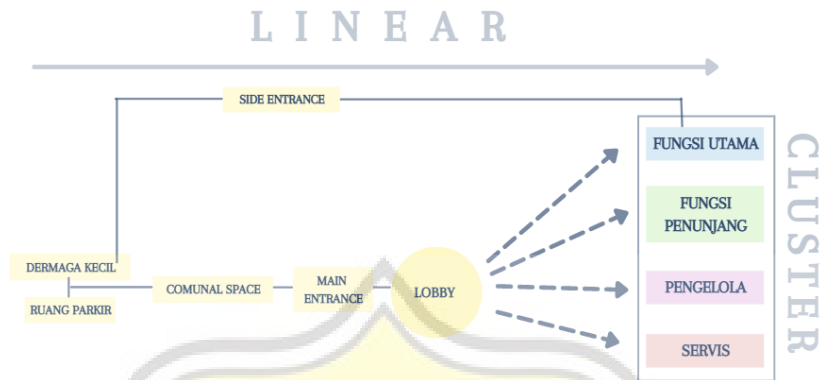 LINEAR
SIDE ENTRANCE
FUNGSI UTAMA
FUNGSI
PENUNJANG
DERMAGA KECIL
RUANG PARKIR
COMUNAL SPACE
MAIN
ENTRANCE
LOBBY
PENGELOLA
SERVIS
CLUSTER